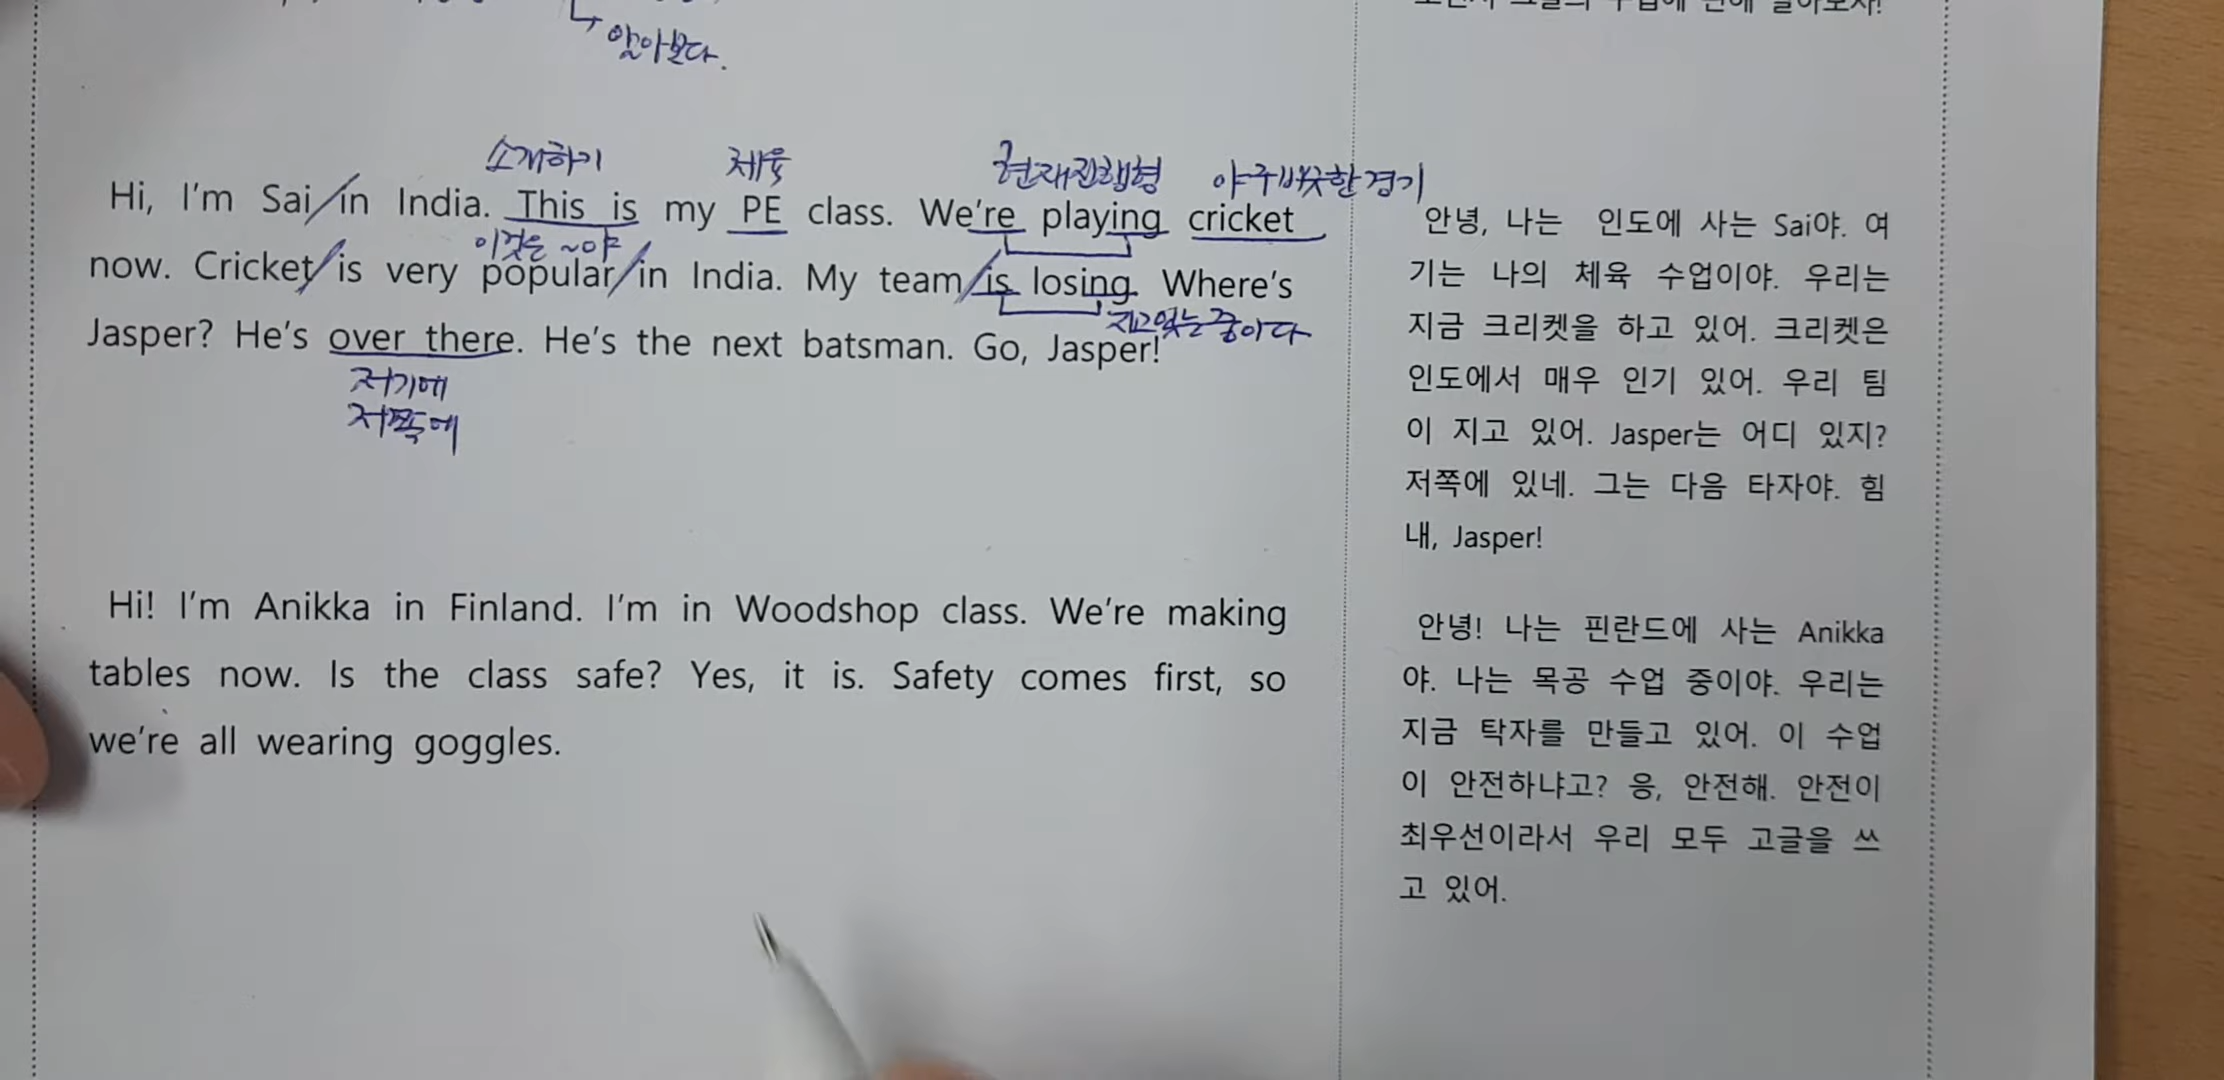 알아보자!
알아보다.
소개하기 체육 현재진행형 야구 비슷한 경기
Hi, I'm Sai in India. This is my PE class. We're playing cricket
이것은 ~야
now. Cricket is very popular in India. My team is losing. Where's
지고 있는 중이다
Jasper? He's over there. He's the next batsman. Go, Jasper!
저기에
저쪽에
안녕, 나는 인도에 사는 Sai야. 여
기는 나의 체육 수업이야. 우리는
지금 크리켓을 하고 있어. 크리켓은
인도에서 매우 인기 있어. 우리 팀
이 지고 있어. Jasper는 어디 있지?
저쪽에 있네. 그는 다음 타자야. 힘
내, Jasper!
Hi! I'm Anikka in Finland. I'm in Woodshop class. We're making
tables now. Is the class safe? Yes, it is. Safety comes first, so
we're all wearing goggles.
안녕! 나는 핀란드에 사는 Anikka
야. 나는 목공 수업 중이야. 우리는
지금 탁자를 만들고 있어. 이 수업
이 안전하냐고? 응, 안전해. 안전이
최우선이라서 우리 모두 고글을 쓰
고 있어.